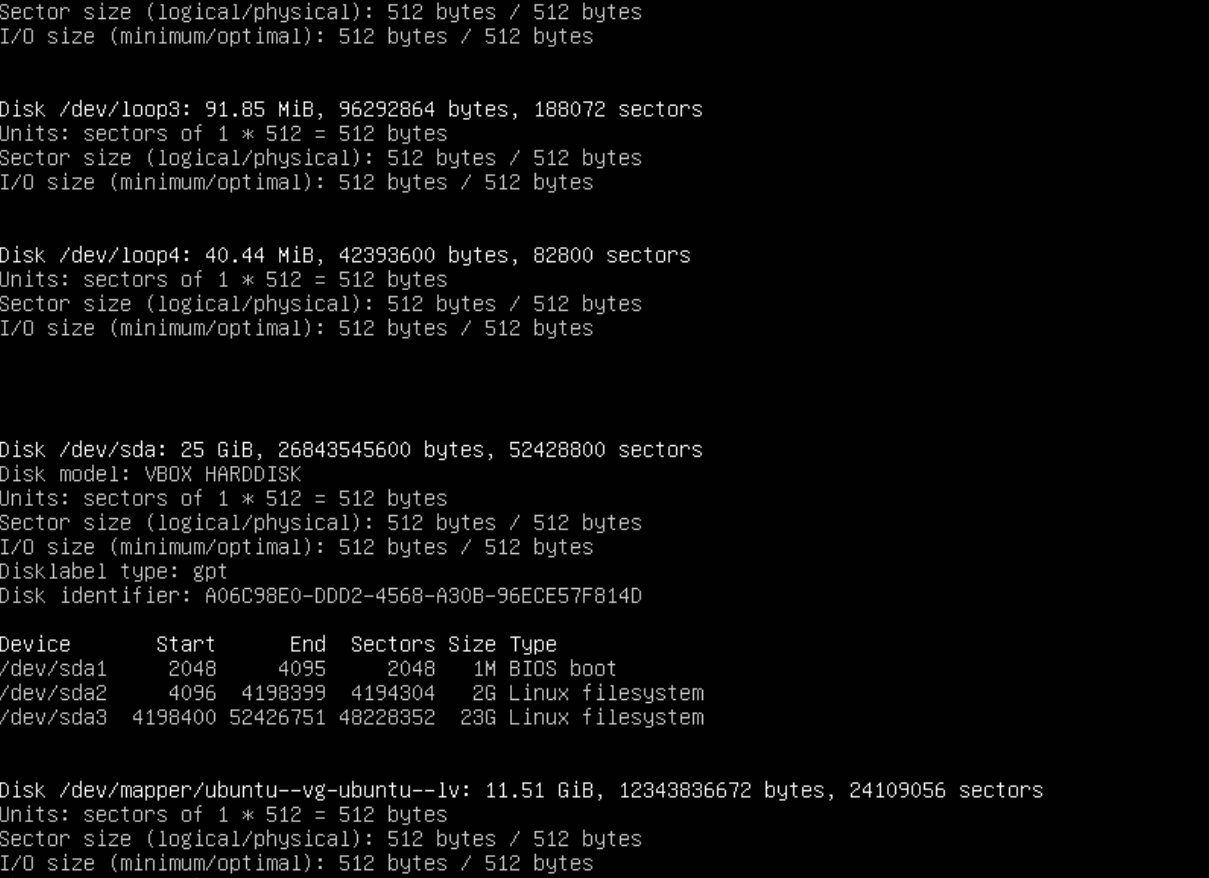 Sector size (logical/physical): 512 bytes / 512 bytes
I/O size (minimum/optimal): 512 bytes / 512 bytes
Disk /dev/loop3: 91.85 MiB, 96292864 bytes, 188072 sectors
Units: sectors of 1 * 512 = 512 bytes
Sector size (logical/physical): 512 bytes / 512 bytes
I/O size (minimum/optimal): 512 bytes / 512 bytes
Disk /dev/loop4: 40.44 MiB, 42393600 bytes, 82800 sectors
Units: sectors of 1 * 512 = 512 bytes
Sector size (logical/physical): 512 bytes / 512 bytes
I/O size (minimum/optimal): 512 bytes / 512 bytes
Disk /dev/sda: 25 GiB, 26843545600 bytes, 52428800 sectors
Disk model: VBOX HARDDISK
Units: sectors of 1 * 512 = 512 bytes
Sector size (logical/physical): 512 bytes / 512 bytes
I/O size (minimum/optimal): 512 bytes / 512 bytes
Disklabel type: gpt
Disk identifier: A06C98E0-DDD2-4568-A30B-96ECE57F814D
Device Start End Sectors Size Type
/dev/sda1 2048 4095 2048 1M BIOS boot
/dev/sda2 4096 4198399 4194304 2G Linux filesystem
/dev/sda3 4198400 52426751 48228352 23G Linux filesystem
Disk /dev/mapper/ubuntu--vg-ubuntu--lv: 11.51 GiB, 12343836672 bytes, 24109056 sectors
Units: sectors of 1 * 512 = 512 bytes
Sector size (logical/physical): 512 bytes / 512 bytes
I/O size (minimum/optimal): 512 bytes / 512 bytes